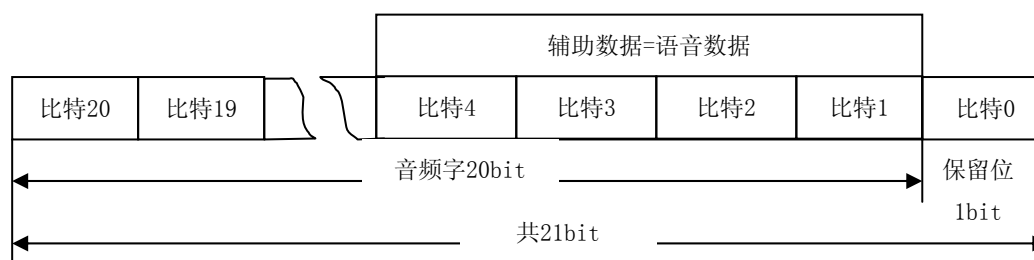 辅助数据=语音数据
比特20 比特19 比特4 比特3 比特2 比特1 比特0
音频字20bit 保留位
1bit
共21bit